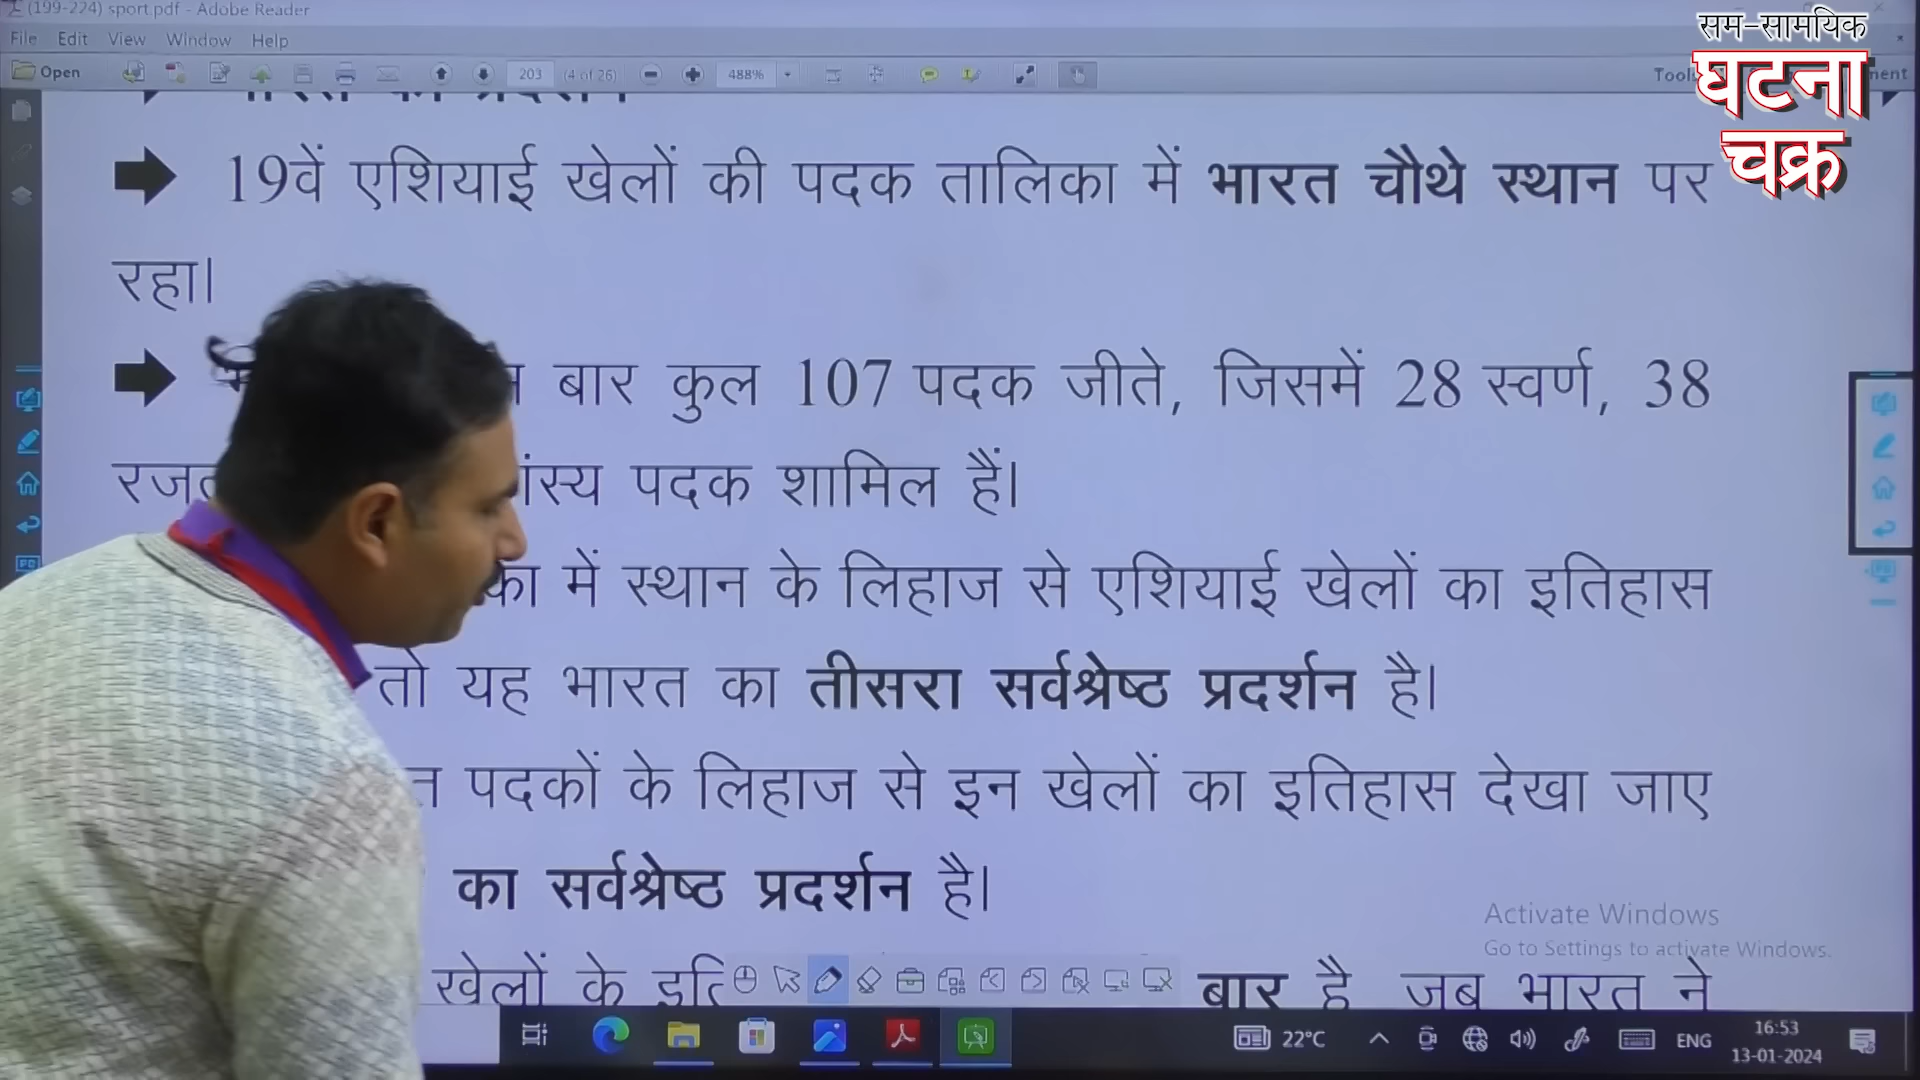 (199-224) sport.pdf - Adobe Reader
सम-सामयिक
घटना
चक्र
File Edit View Window Help
Open 203 (4 of 26) 488%
19वें एशियाई खेलों की पदक तालिका में भारत चौथे स्थान पर
रहा।
बार कुल 107 पदक जीते, जिसमें 28 स्वर्ण, 38
पदक शामिल हैं।
में स्थान के लिहाज से एशियाई खेलों का इतिहास
तो यह भारत का तीसरा सर्वश्रेष्ठ प्रदर्शन है।
पदकों के लिहाज से इन खेलों का इतिहास देखा जाए
का सर्वश्रेष्ठ प्रदर्शन है।
Activate Windows
Go to Settings to activate Windows.
खेलों के बार है जब भारत ने
22°C ENG 16:53
13-01-2024